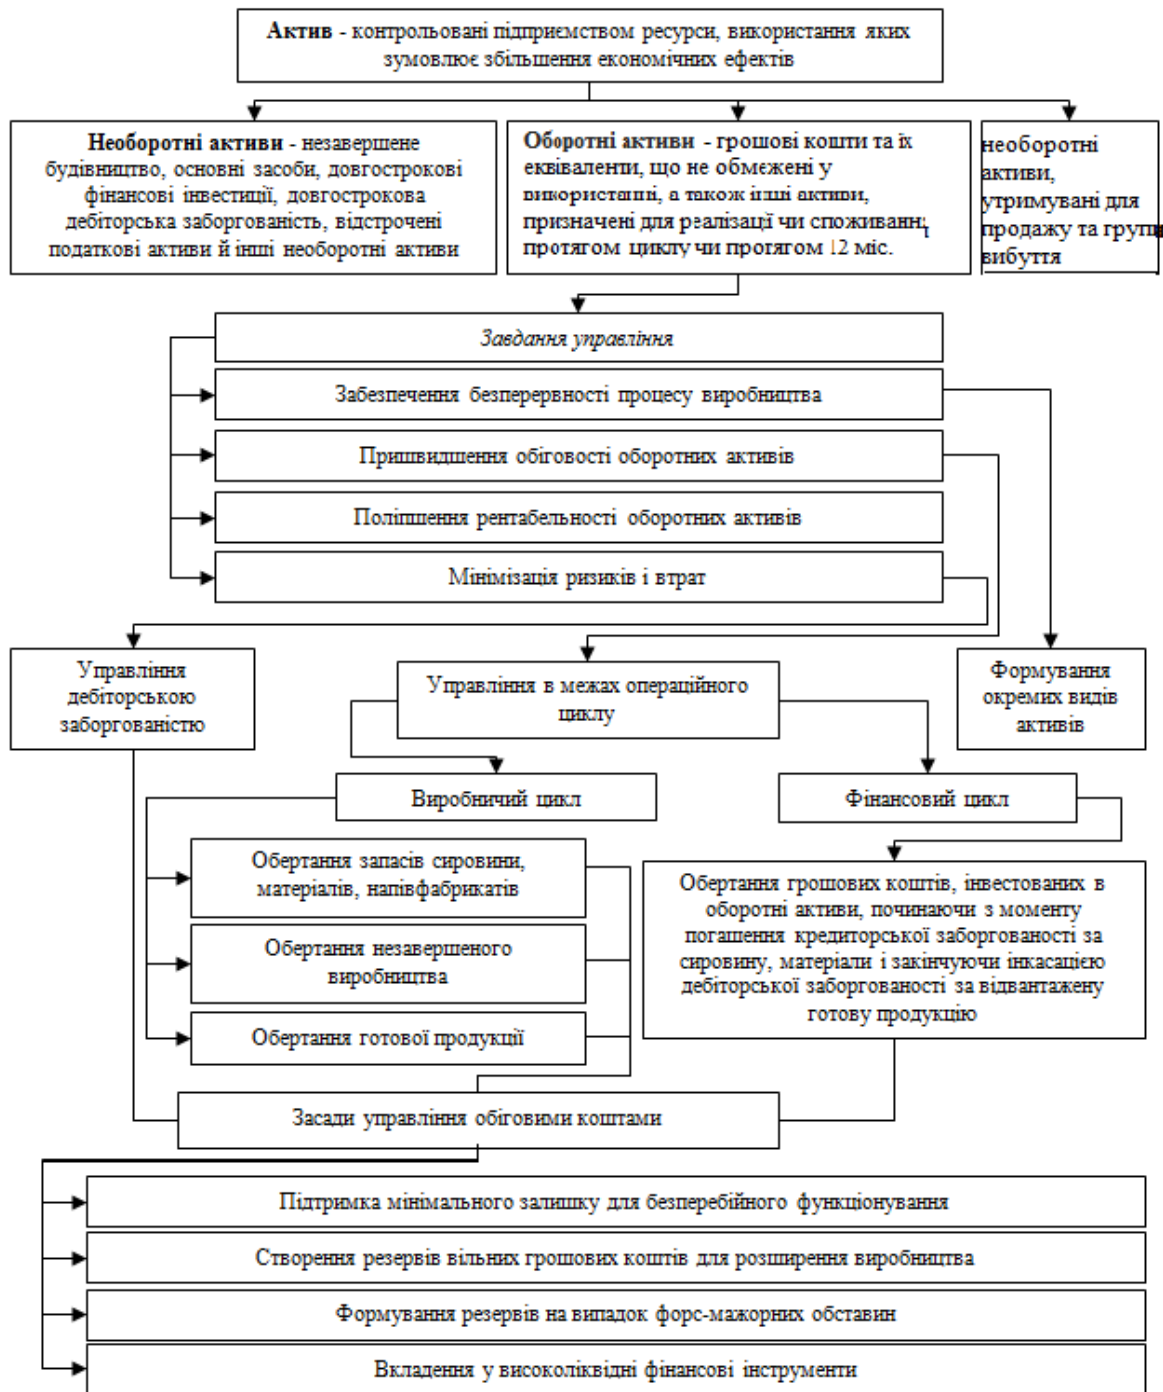 Актив - контрольовані підприємством ресурси, використання яких
зумовлює збільшення економічних ефектів
Необоротні активи - незавершене
будівництво, основні засоби, довгострокові
фінансові інвестиції, довгострокова
дебіторська заборгованість, відстрочені
податкові активи й інші необоротні активи
Оборотні активи - грошові кошти та їх
еквіваленти, що не обмежені у
використанні, а також інші активи,
призначені для реалізації чи споживання
протягом циклу чи протягом 12 міс.
необоротні
активи,
утримувані для
продажу та групи
вибуття
Завдання управління
Забезпечення безперервності процесу виробництва
Пришвидшення обіговості оборотних активів
Поліпшення рентабельності оборотних активів
Мінімізація ризиків і втрат
Управління
дебіторською
заборгованістю
Управління в межах операційного
циклу
Формування
окремих видів
активів
Виробничий цикл
Фінансовий цикл
Обертання запасів сировини,
матеріалів, напівфабрикатів
Обертання незавершеного
виробництва
Обертання готової продукції
Обертання грошових коштів, інвестованих в
оборотні активи, починаючи з моменту
погашення кредиторської заборгованості за
сировину, матеріали і закінчуючи інкасацією
дебіторської заборгованості за відвантажену
готову продукцію
Засади управління обіговими коштами
Підтримка мінімального залишку для безперебійного функціонування
Створення резервів вільних грошових коштів для розширення виробництва
Формування резервів на випадок форс-мажорних обставин
Вкладення у високоліквідні фінансові інструменти